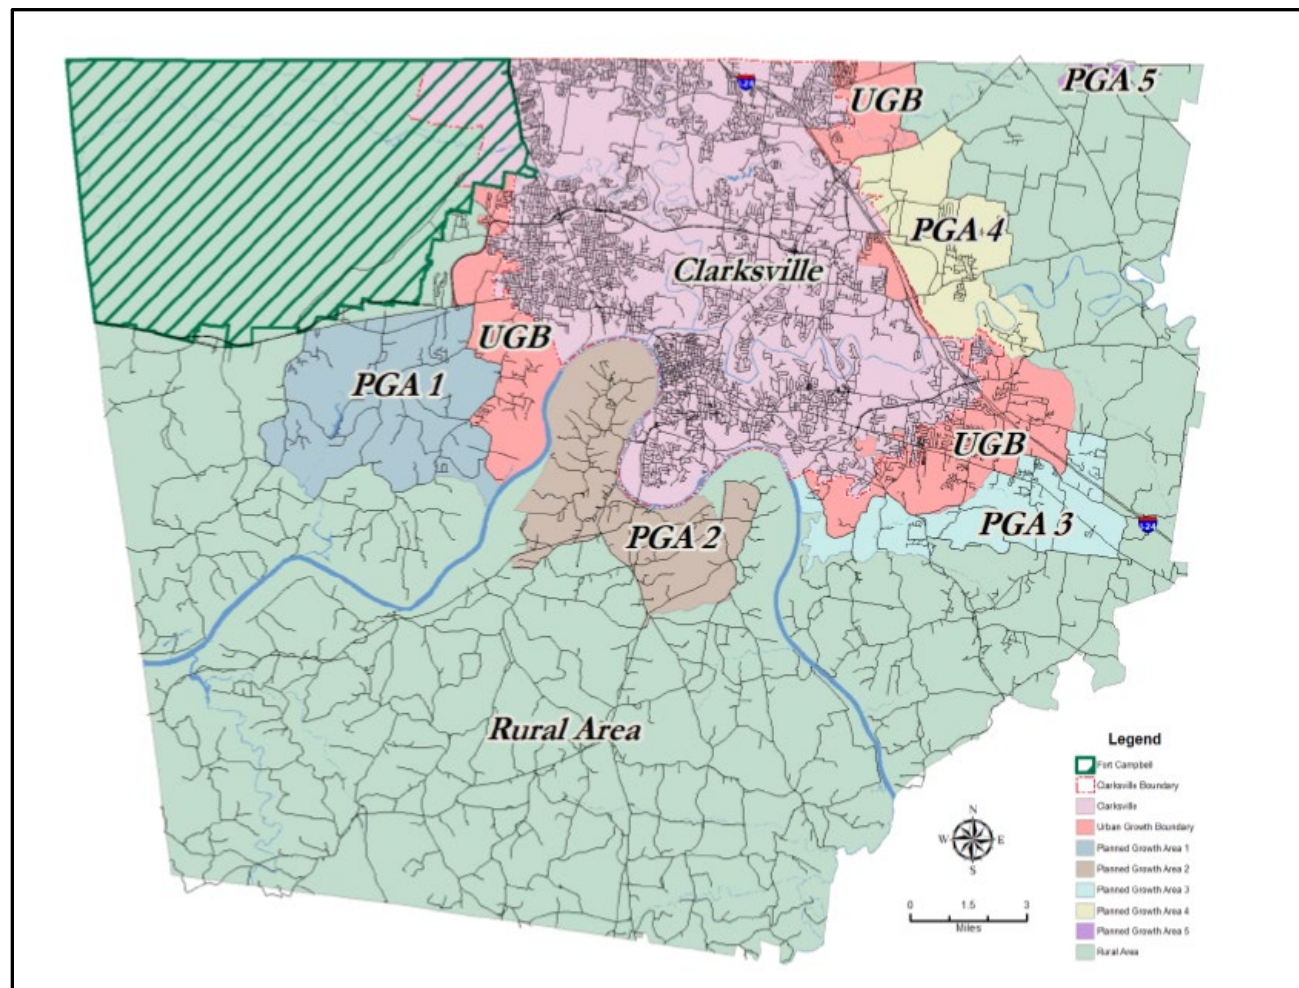 PGA 5
I-24
UGB
PGA 4
Clarksville
UGB
PGA 1
UGB
PGA 2
PGA 3
I-24
Rural Area
Legend
Fort Campbell
Clarksville Boundary
Clarksville
Urban Growth Boundary
Planned Growth Area 1
Planned Growth Area 2
Planned Growth Area 3
Planned Growth Area 4
Planned Growth Area 5
Rural Area
N
W E
S
0 1.5 3
Miles